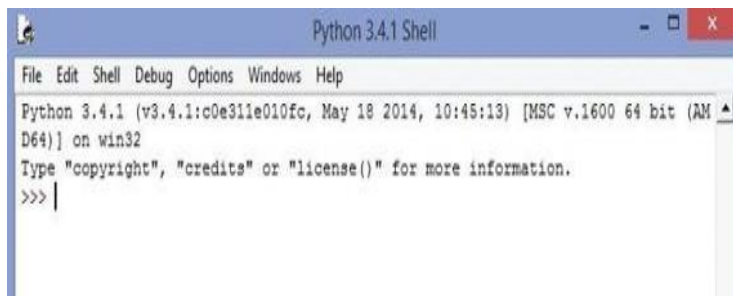 Python 3.4.1 Shell
File Edit Shell Debug Options Windows Help
Python 3.4.1 (v3.4.1:c0e311e010fc, May 18 2014, 10:45:13) [MSC v.1600 64 bit (AM
D64)] on win32
Type "copyright", "credits" or "license()" for more information.
>>>